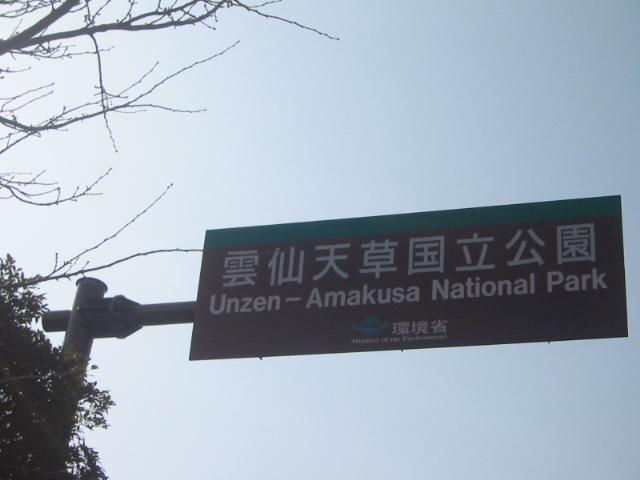 雲仙天草国立公園
Unzen-Amakusa National Park
環境省
Ministry of the Environment